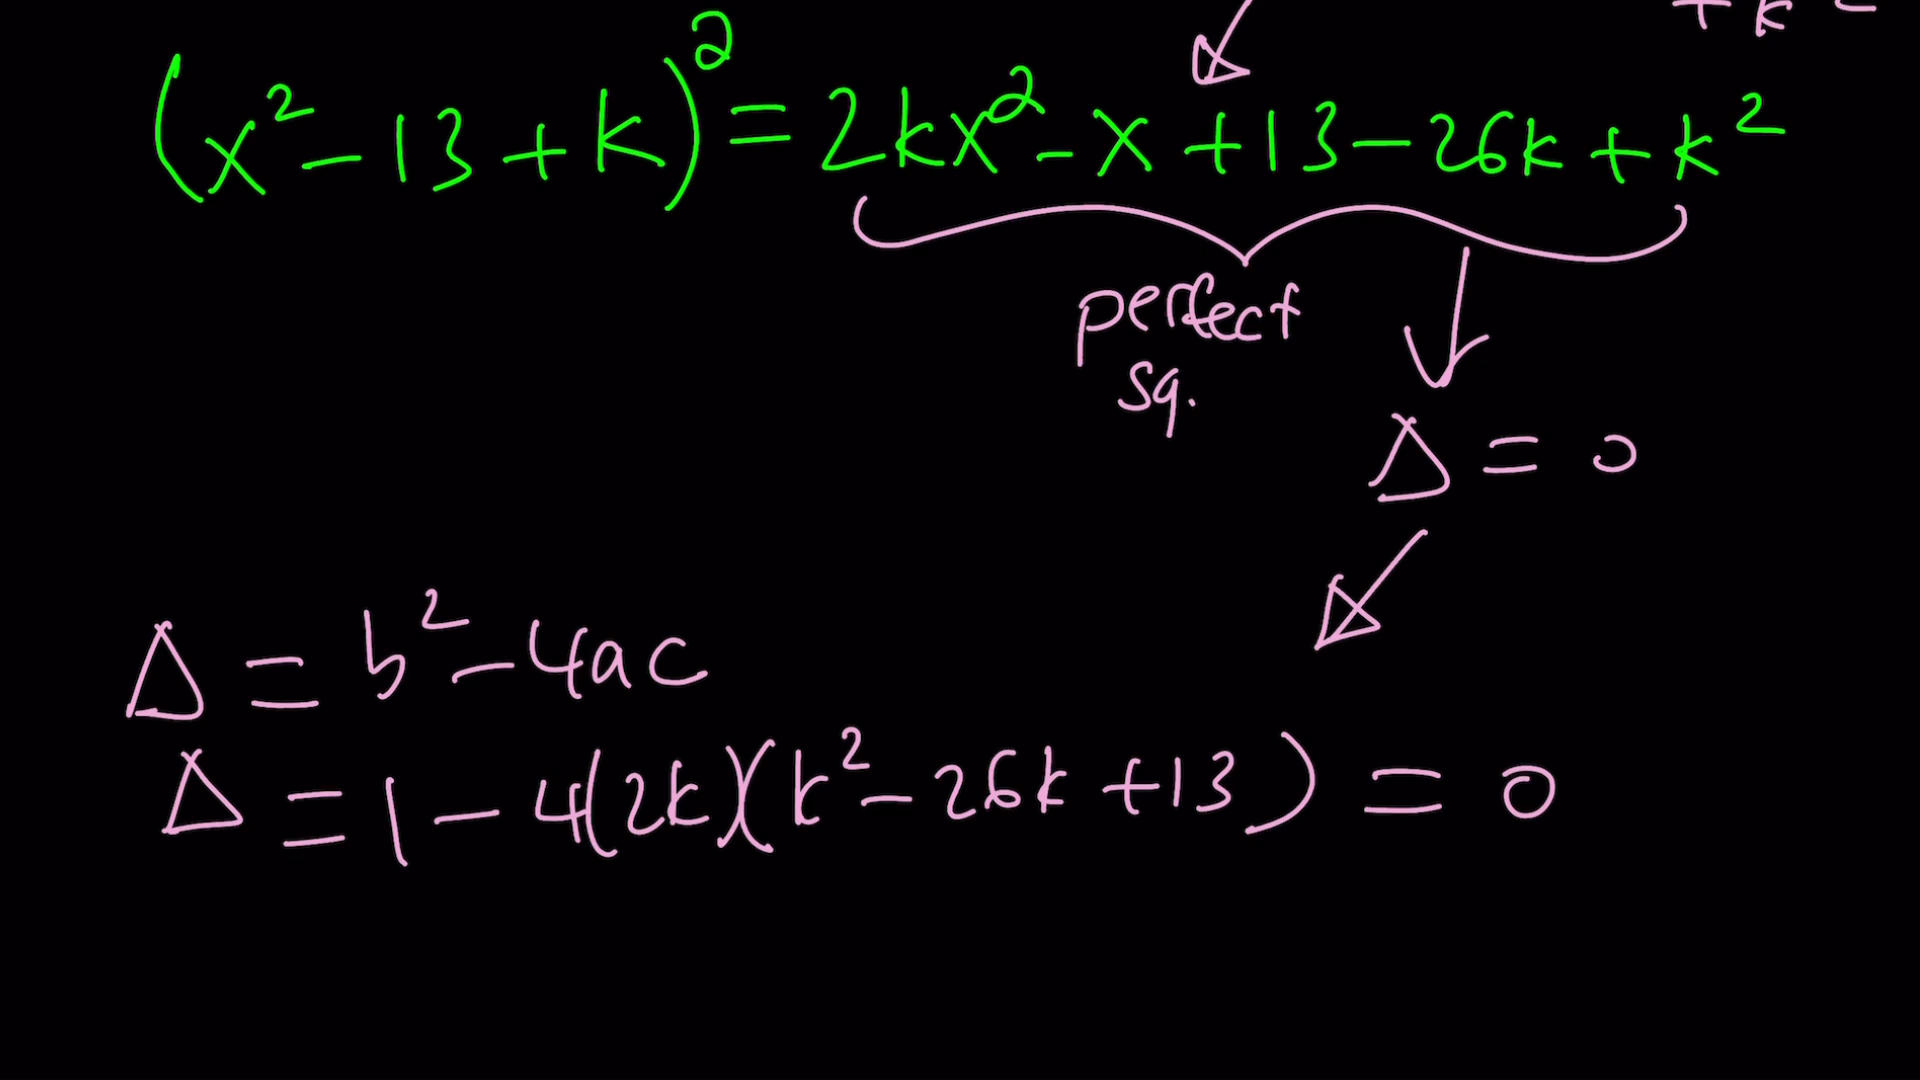 +k²
(x² - 13 + k)² = 2kx² - x + 13 - 26k + k²
perfect
sq.
Δ = 0
Δ = b² - 4ac
Δ = 1 - 4(2k)(k² - 26k + 13) = 0